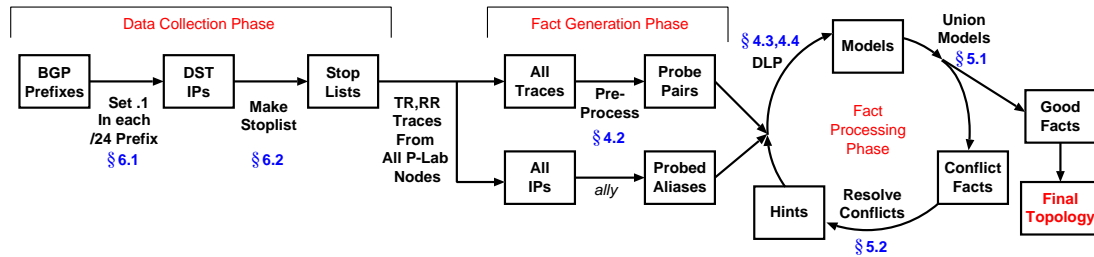 Data Collection Phase
Fact Generation Phase
BGP
Prefixes
Set .1
In each
/24 Prefix
§ 6.1
DST
IPs
Make
Stoplist
§ 6.2
Stop
Lists
TR,RR
Traces
From
All P-Lab
Nodes
All
Traces
Pre-
Process
§ 4.2
Probe
Pairs
All
IPs
ally
Probed
Aliases
§ 4.3,4.4
DLP
Models
Union
Models
§ 5.1
Fact
Processing
Phase
Good
Facts
Conflict
Facts
Resolve
Conflicts
§ 5.2
Hints
Final
Topology